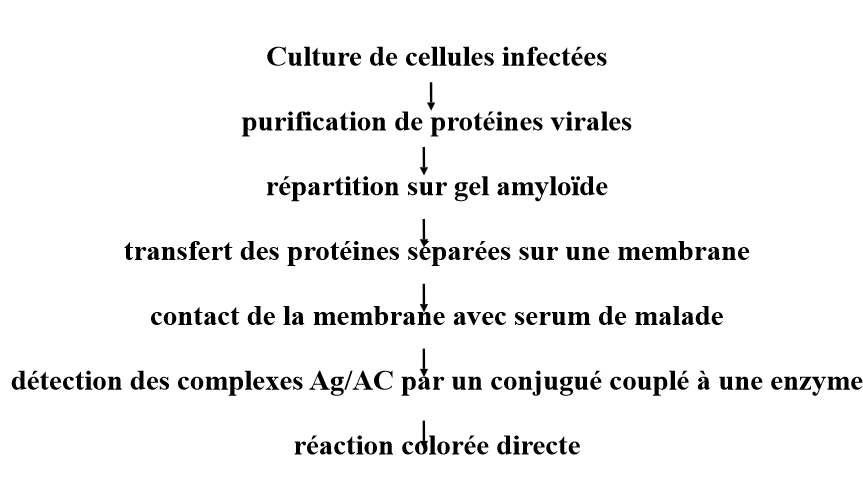 Culture de cellules infectées
purification de protéines virales
répartition sur gel amyloïde
transfert des protéines séparées sur une membrane
contact de la membrane avec serum de malade
détection des complexes Ag/AC par un conjugué couplé à une enzyme
réaction colorée directe